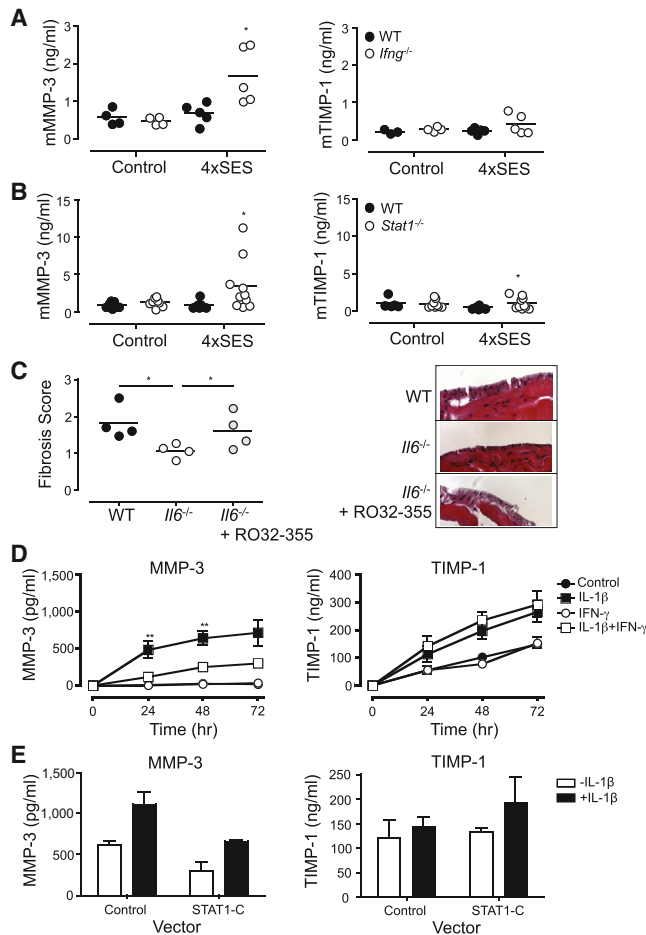 A
mMMP-3 (ng/ml)
3
2
1
0
*
Control
4xSES
mTIMP-1 (ng/ml)
3
2
1
0
WT
Ifng-/-
Control
4xSES
B
mMMP-3 (ng/ml)
15
10
5
0
*
Control
4xSES
mTIMP-1 (ng/ml)
15
10
5
0
WT
Stat1-/-
*
Control
4xSES
C
Fibrosis Score
3
2
1
0
*
*
WT
Il6-/-
Il6-/-
+ RO32-355
WT
Il6-/-
Il6-/-
+ RO32-355
D
MMP-3
MMP-3 (pg/ml)
1,500
1,000
500
0
**
**
0 24 48 72
Time (hr)
TIMP-1
TIMP-1 (ng/ml)
400
300
200
100
0
0 24 48 72
Time (hr)
Control
IL-1β
IFN-γ
IL-1β+IFN-γ
E
MMP-3
MMP-3 (pg/ml)
1,500
1,000
500
0
Control
STAT1-C
Vector
TIMP-1
TIMP-1 (ng/ml)
250
200
150
100
50
0
Control
STAT1-C
Vector
-IL-1β
+IL-1β